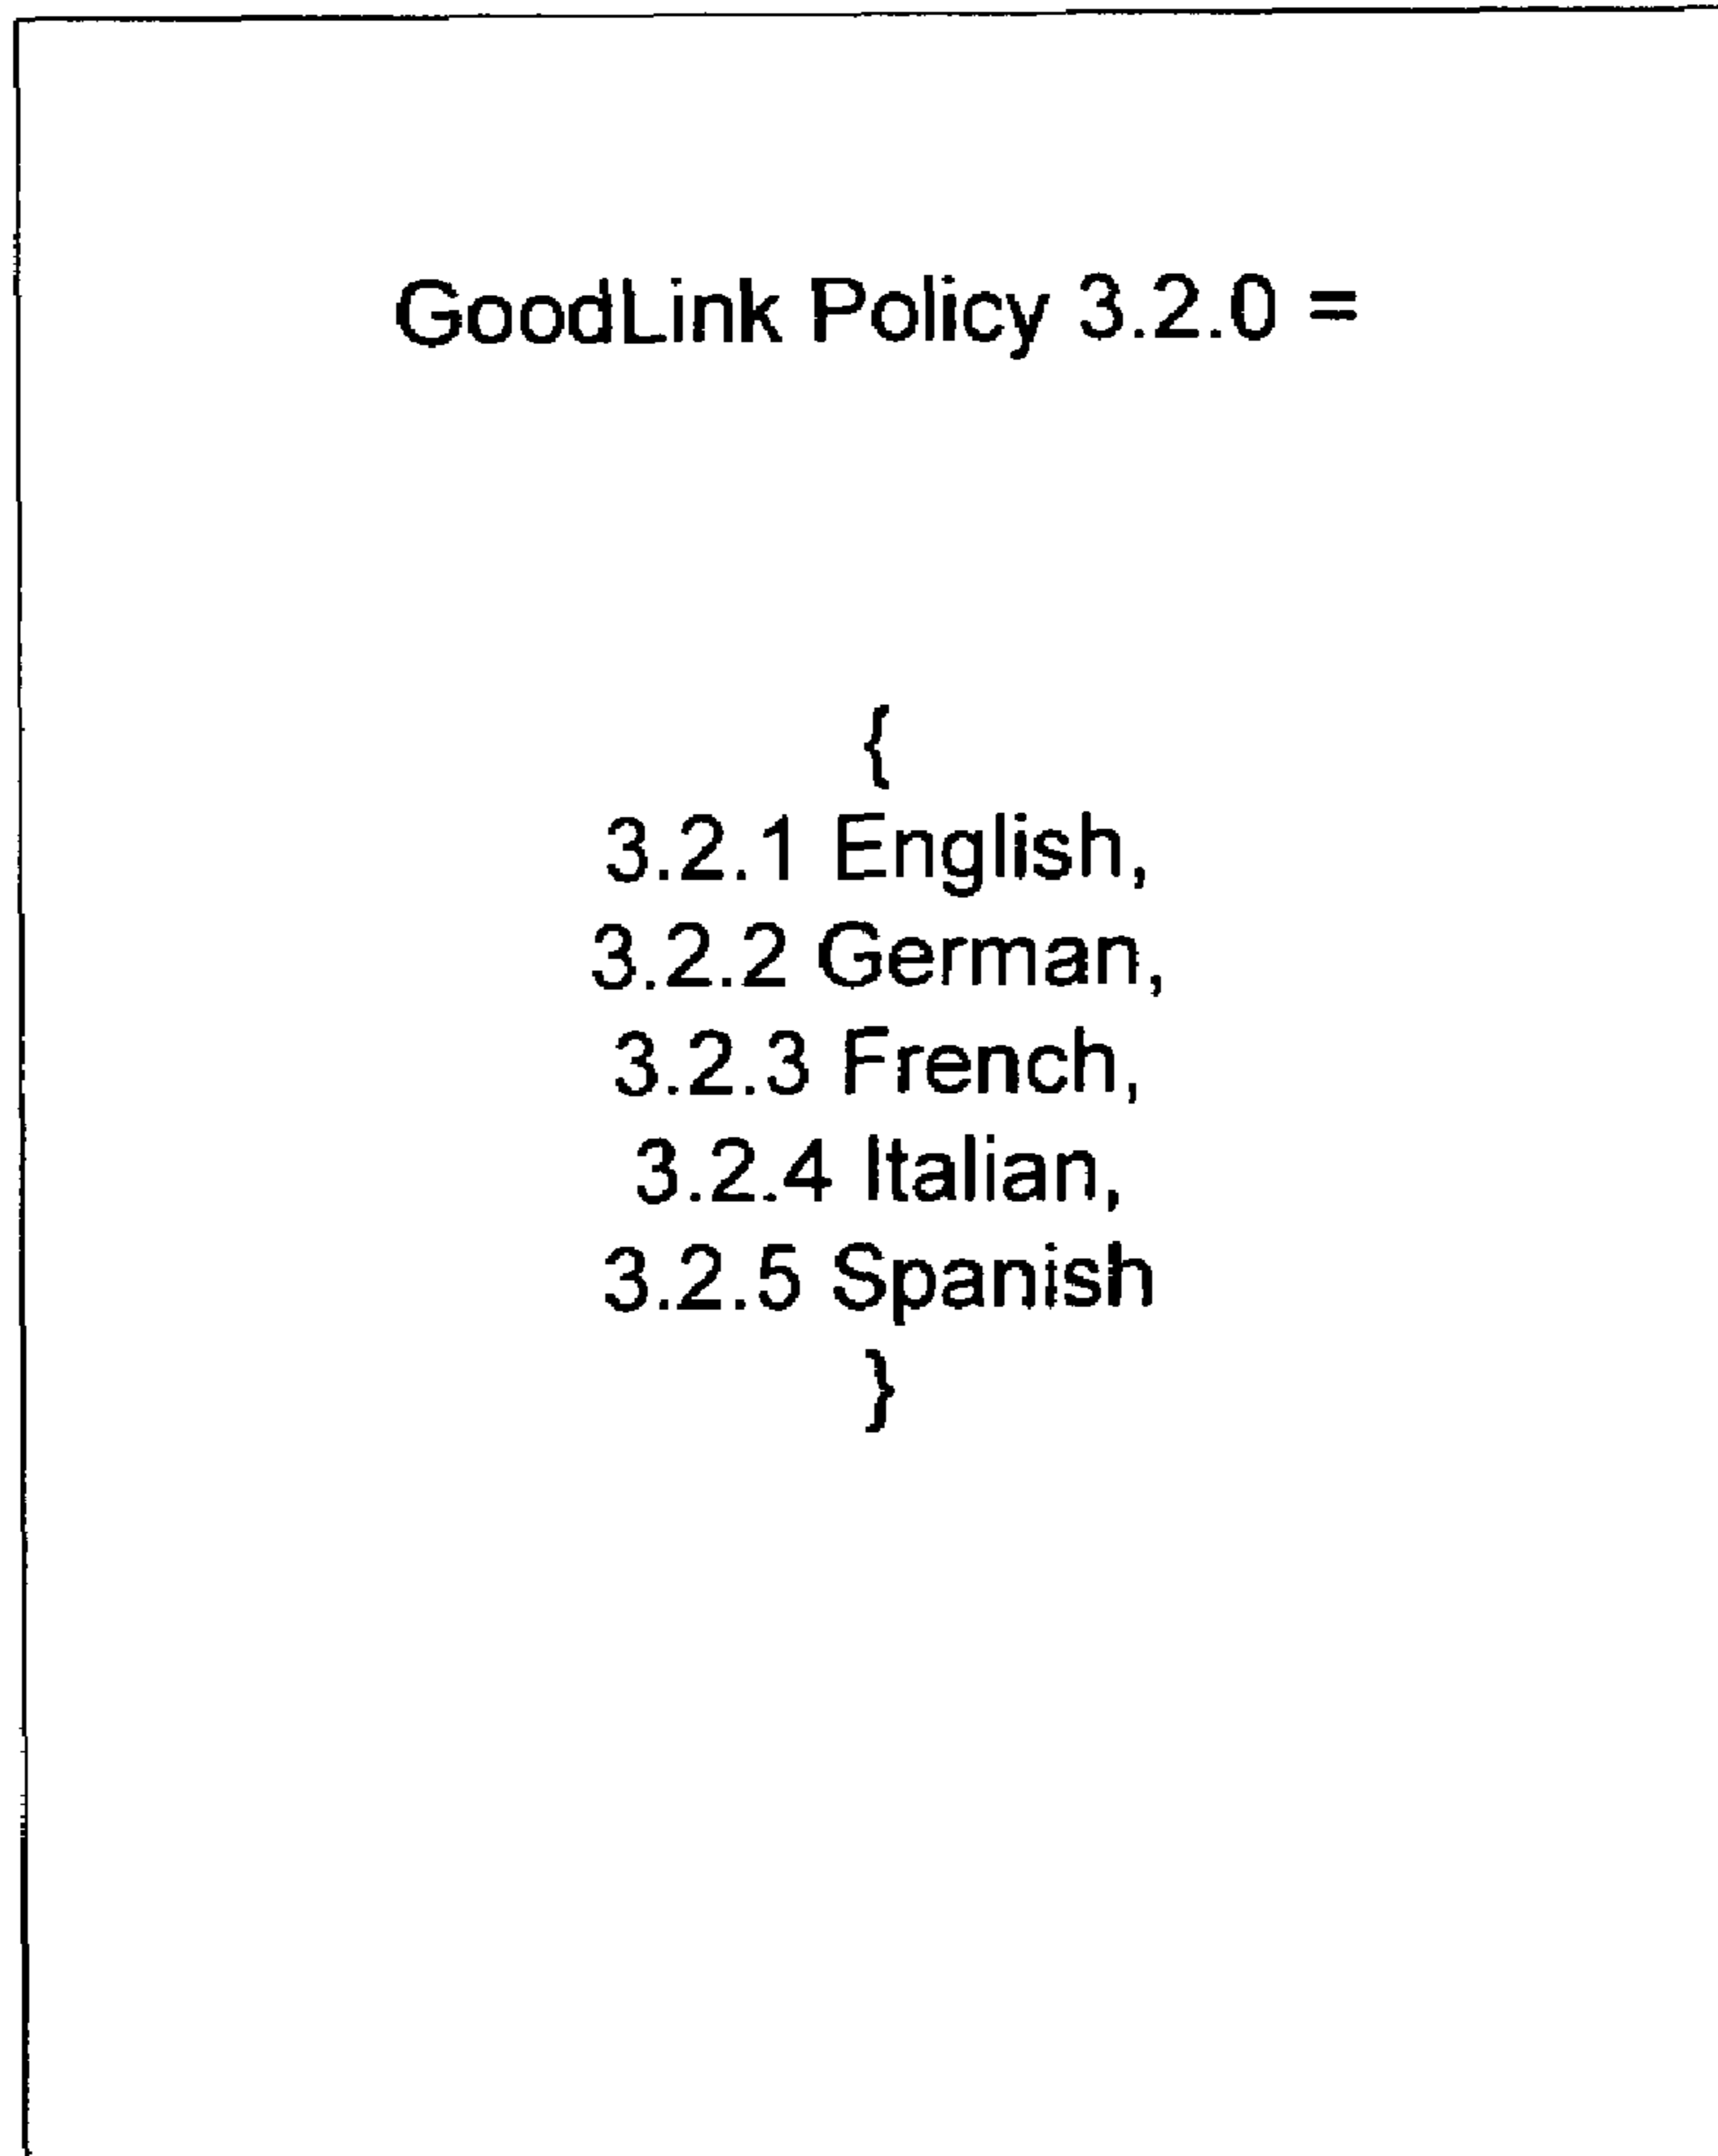 GoodLink Policy 3.2.0 =
{
3.2.1 English,
3.2.2 German,
3.2.3 French,
3.2.4 Italian,
3.2.5 Spanish
}